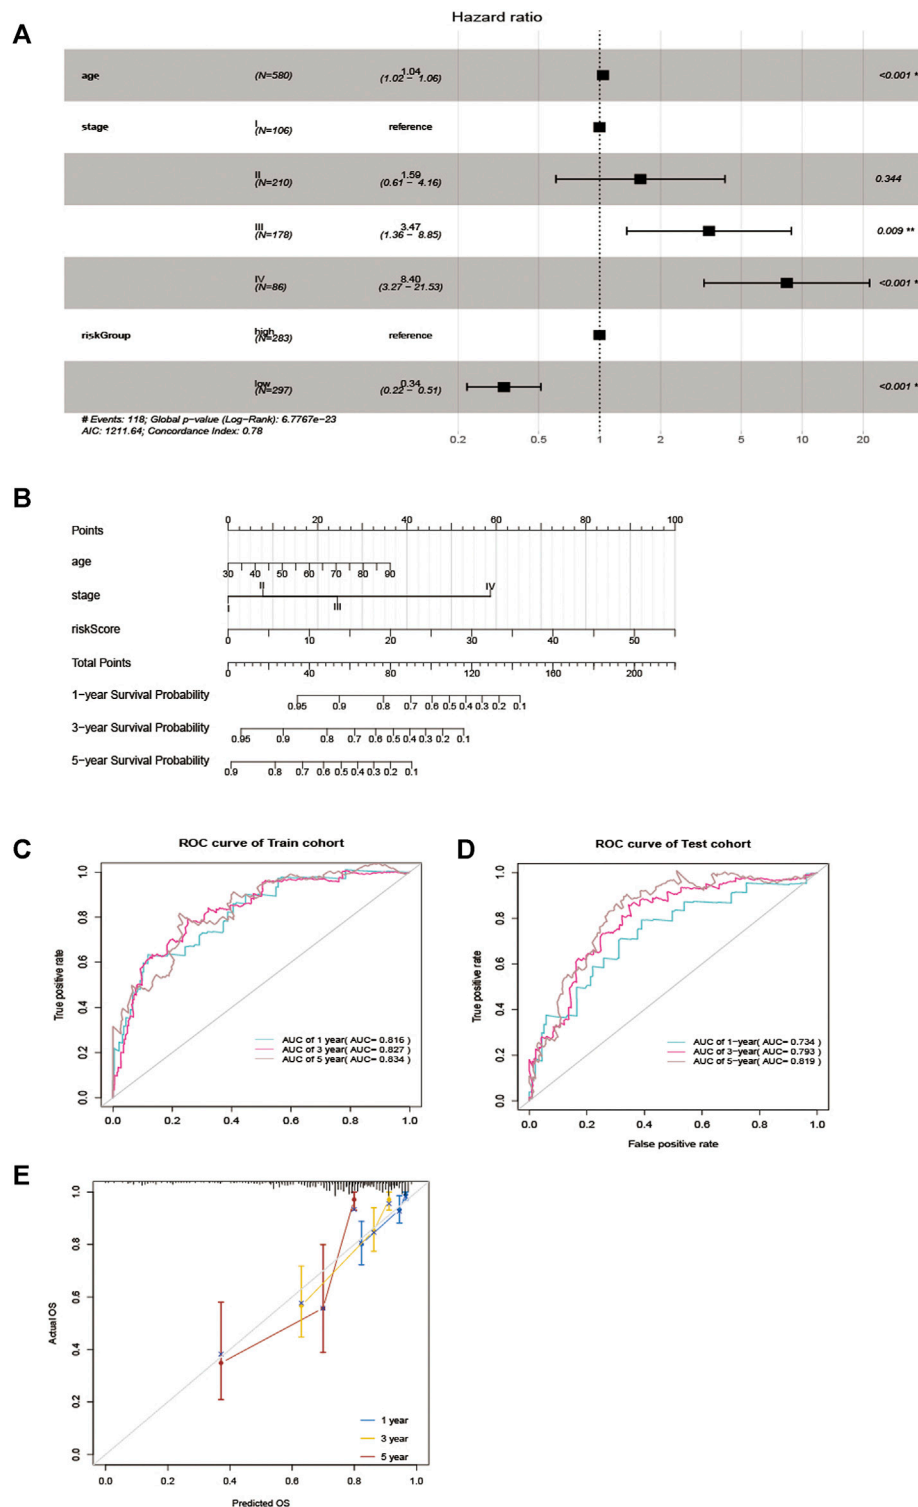 Hazard ratio
A
age (N=580) 1.04 (1.02 − 1.06) <0.001 *
stage I (N=106) reference
II (N=210) 1.59 (0.61 − 4.16) 0.344
III (N=178) 3.47 (1.36 − 8.85) 0.009 **
IV (N=86) 8.40 (3.27 − 21.53) <0.001 *
riskGroup high (N=283) reference
low (N=297) 0.34 (0.22 − 0.51) <0.001 *
# Events: 118; Global p−value (Log−Rank): 6.7767e−23
AIC: 1211.64; Concordance Index: 0.78
0.2 0.5 1 2 5 10 20
B
Points 0 20 40 60 80 100
age 30 40 50 60 70 80 90
stage I II III IV
riskScore 0 10 20 30 40 50
Total Points 0 40 80 120 160 200
1−year Survival Probability 0.95 0.9 0.8 0.7 0.6 0.5 0.4 0.3 0.2 0.1
3−year Survival Probability 0.95 0.9 0.8 0.7 0.6 0.5 0.4 0.3 0.2 0.1
5−year Survival Probability 0.9 0.8 0.7 0.6 0.5 0.4 0.3 0.2 0.1
C
ROC curve of Train cohort
True positive rate
0.0 0.2 0.4 0.6 0.8 1.0
AUC of 1 year( AUC= 0.816 )
AUC of 3 year( AUC= 0.827 )
AUC of 5 year( AUC= 0.834 )
0.0 0.2 0.4 0.6 0.8 1.0
D
ROC curve of Test cohort
True positive rate
0.0 0.2 0.4 0.6 0.8 1.0
AUC of 1−year( AUC= 0.734 )
AUC of 3−year( AUC= 0.793 )
AUC of 5−year( AUC= 0.819 )
0.0 0.2 0.4 0.6 0.8 1.0
False positive rate
E
Actual OS
0.0 0.2 0.4 0.6 0.8 1.0
1 year
3 year
5 year
0.0 0.2 0.4 0.6 0.8 1.0
Predicted OS